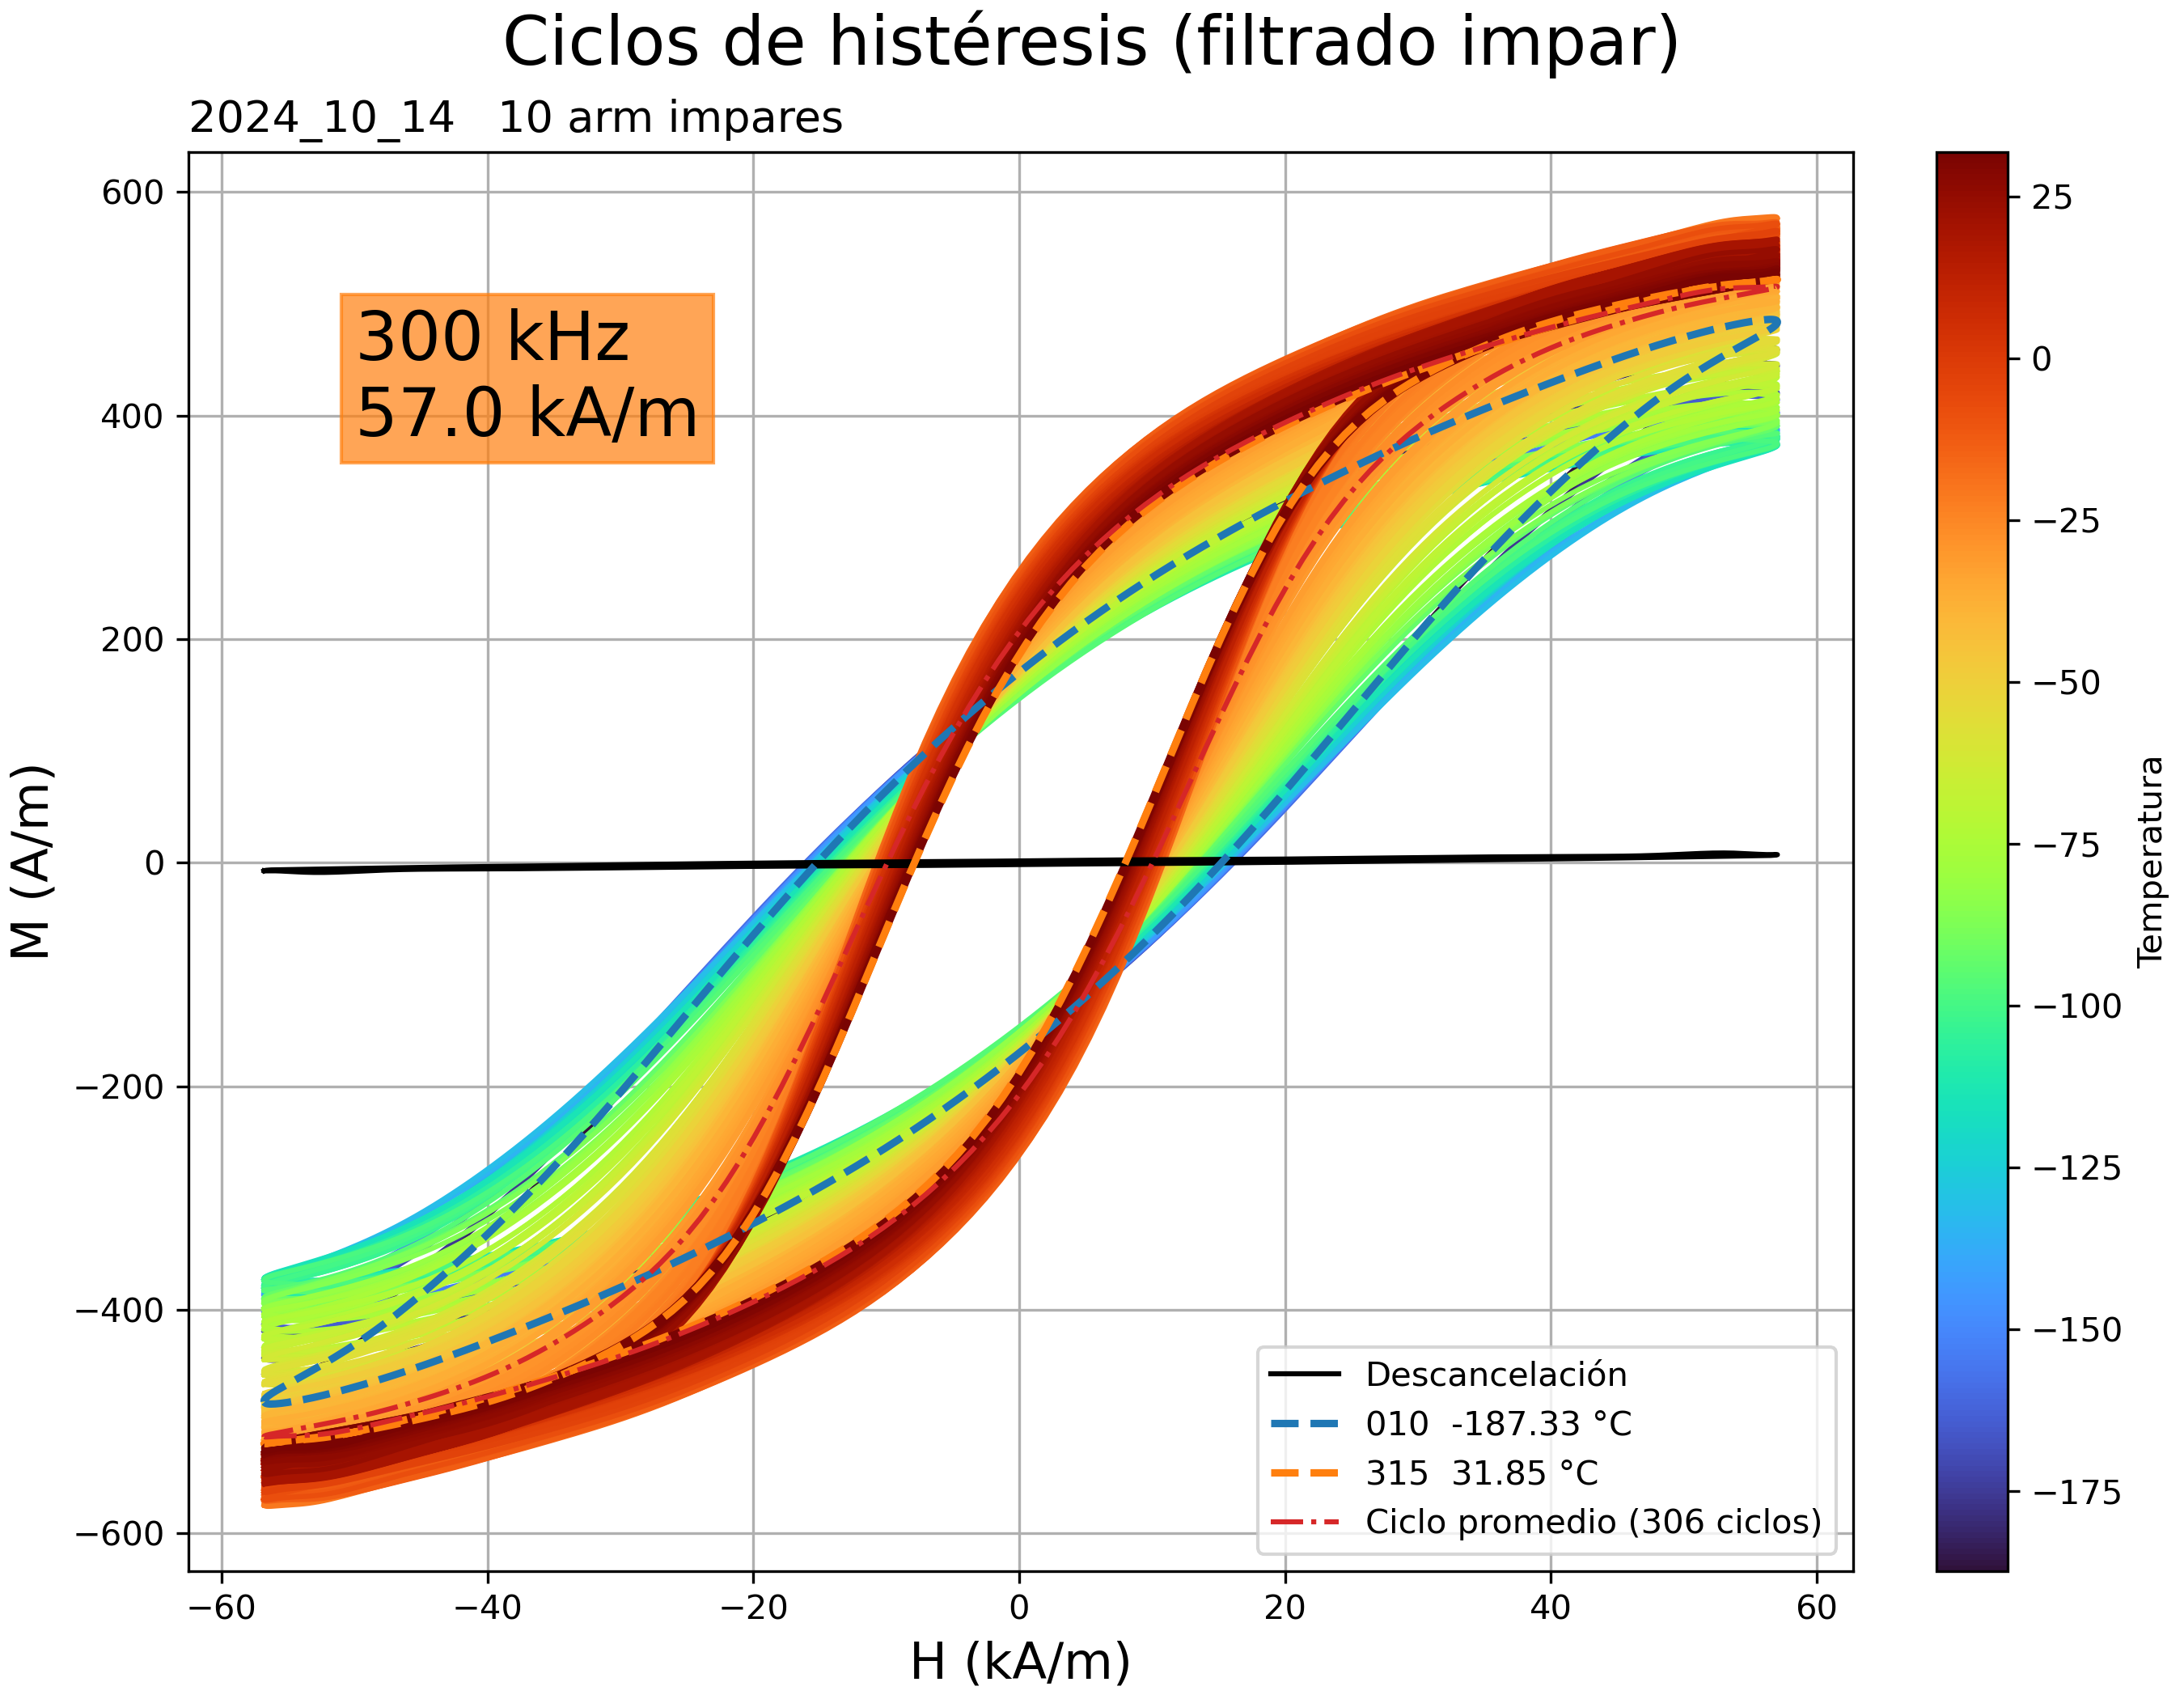 Ciclos de histéresis (filtrado impar)
2024_10_14   10 arm impares
300 kHz
57.0 kA/m
600
400
200
0
−200
−400
−600
M (A/m)
−60
−40
−20
0
20
40
60
H (kA/m)
Descancelación
010  -187.33 °C
315  31.85 °C
Ciclo promedio (306 ciclos)
25
0
−25
−50
−75
−100
−125
−150
−175
Temperatura